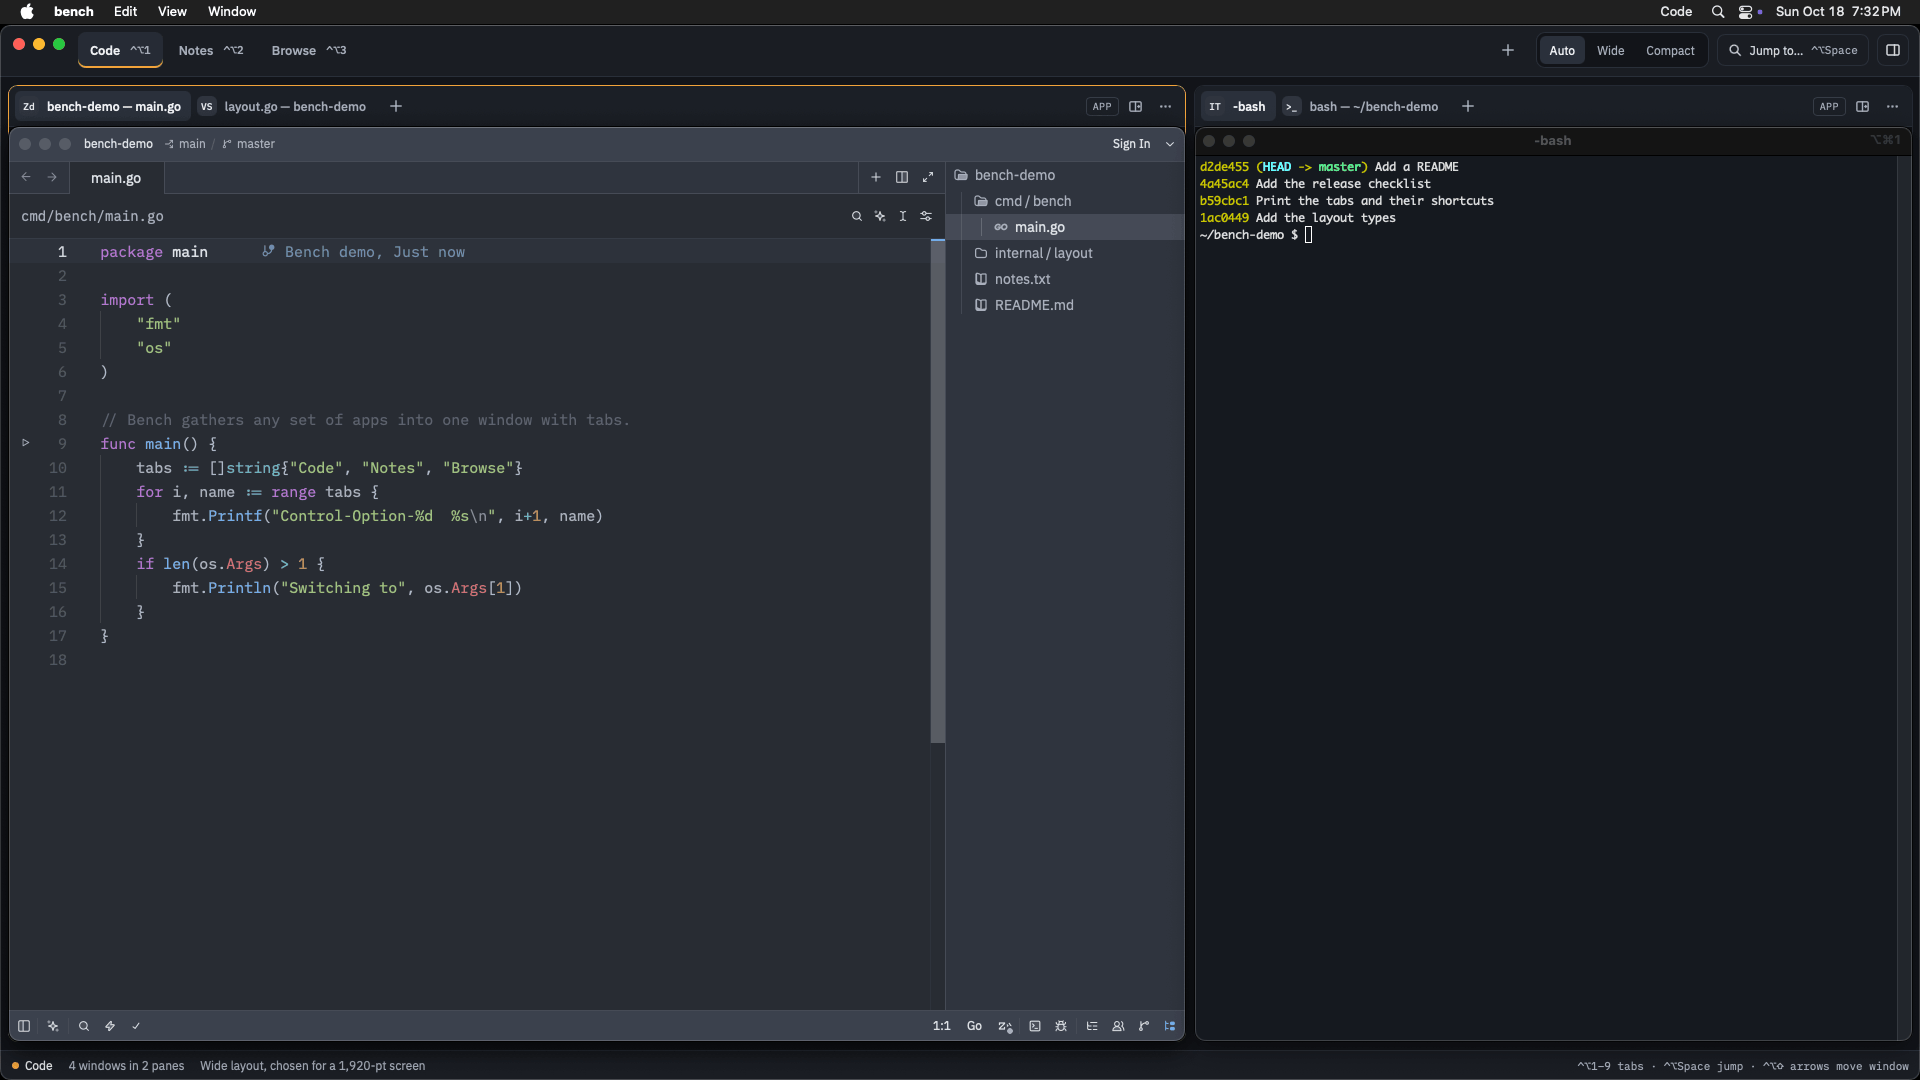 bench Edit View Window Code Sun Oct 18 7:32 PM
Code ⌃⌥1 Notes ⌃⌥2 Browse ⌃⌥3 Auto Wide Compact Jump to... ⌃⌥Space
Zd bench-demo — main.go VS layout.go — bench-demo APP
bench-demo main / master Sign In
main.go
cmd/bench/main.go
1 package main Bench demo, Just now
2
3 import (
4 "fmt"
5 "os"
6 )
7
8 // Bench gathers any set of apps into one window with tabs.
9 func main() {
10 tabs := []string{"Code", "Notes", "Browse"}
11 for i, name := range tabs {
12 fmt.Printf("Control-Option-%d  %s\n", i+1, name)
13 }
14 if len(os.Args) > 1 {
15 fmt.Println("Switching to", os.Args[1])
16 }
17 }
18
bench-demo
cmd / bench
main.go
internal / layout
notes.txt
README.md
1:1 Go
IT -bash >_ bash — ~/bench-demo APP
-bash ⌥⌘1
d2de455 (HEAD -> master) Add a README
4a45ac4 Add the release checklist
b59cbc1 Print the tabs and their shortcuts
1ac0449 Add the layout types
~/bench-demo $
Code 4 windows in 2 panes Wide layout, chosen for a 1,920-pt screen
⌃⌥1–9 tabs · ⌃⌥Space jump · ⌃⌥⇧ arrows move window